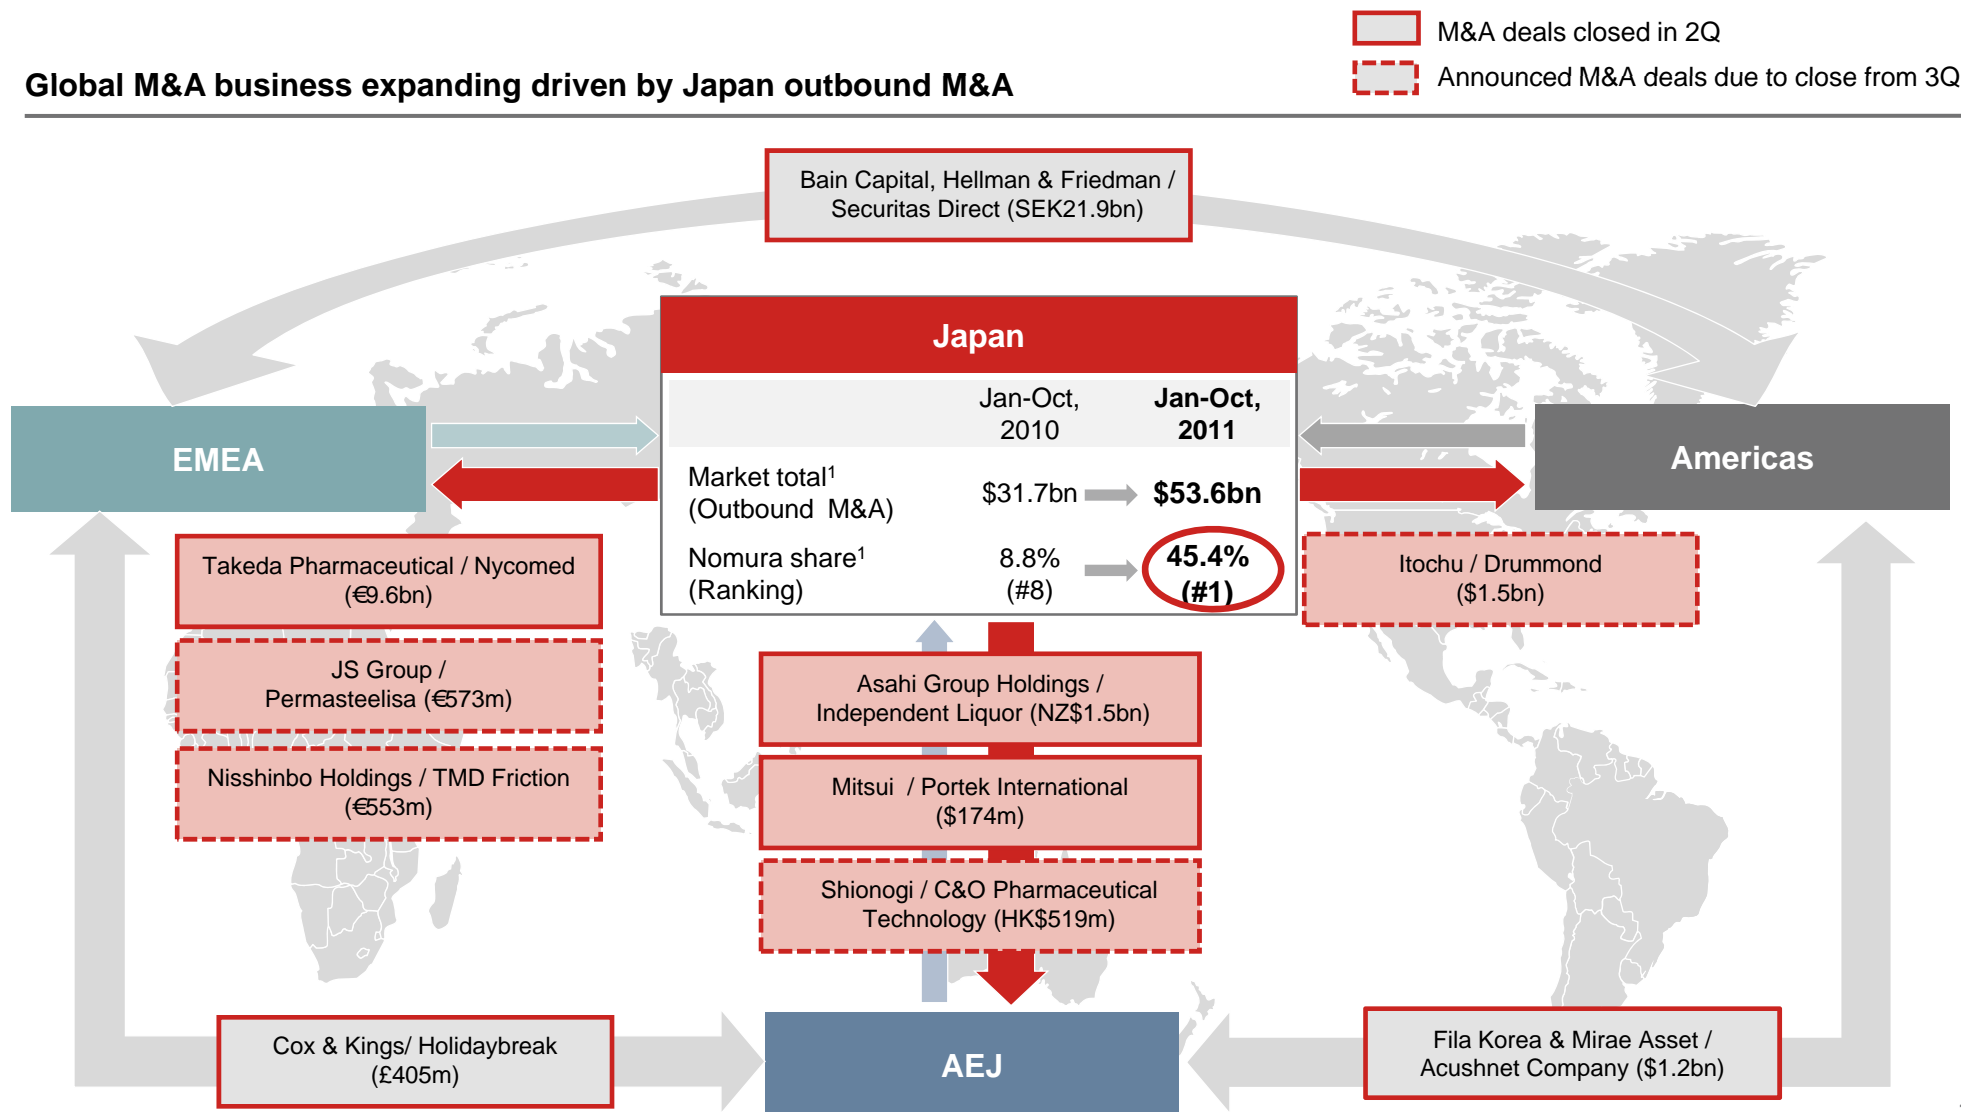 M&A deals closed in 2Q
Global M&A business expanding driven by Japan outbound M&A
Announced M&A deals due to close from 3Q
Bain Capital, Hellman & Friedman /
Securitas Direct (SEK21.9bn)
Japan
Jan-Oct,
2010
Jan-Oct,
2011
EMEA
Americas
Market total¹
(Outbound M&A)
$31.7bn
$53.6bn
Nomura share¹
(Ranking)
8.8%
(#8)
45.4%
(#1)
Takeda Pharmaceutical / Nycomed
(€9.6bn)
JS Group /
Permasteelisa (€573m)
Nisshinbo Holdings / TMD Friction
(€553m)
Itochu / Drummond
($1.5bn)
Asahi Group Holdings /
Independent Liquor (NZ$1.5bn)
Mitsui / Portek International
($174m)
Shionogi / C&O Pharmaceutical
Technology (HK$519m)
Cox & Kings/ Holidaybreak
(£405m)
AEJ
Fila Korea & Mirae Asset /
Acushnet Company ($1.2bn)